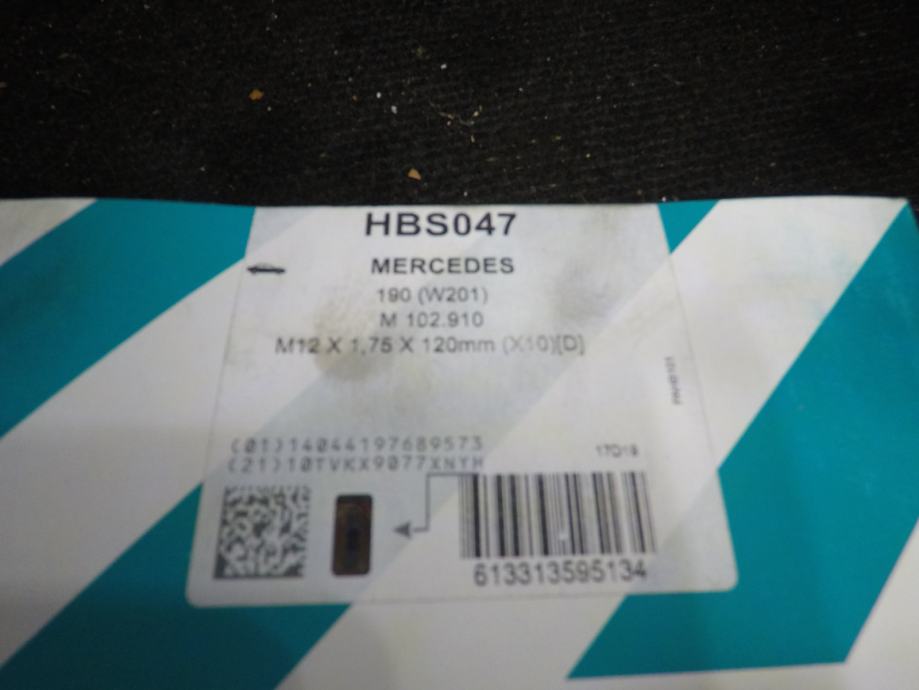 HBS047
MERCEDES
190 (W201)
M 102.910
M12 X 1,75 X 120mm (X10)[D]
(01)14044197689573
(21)10TVKX9077XNYH
17D19
613313595134